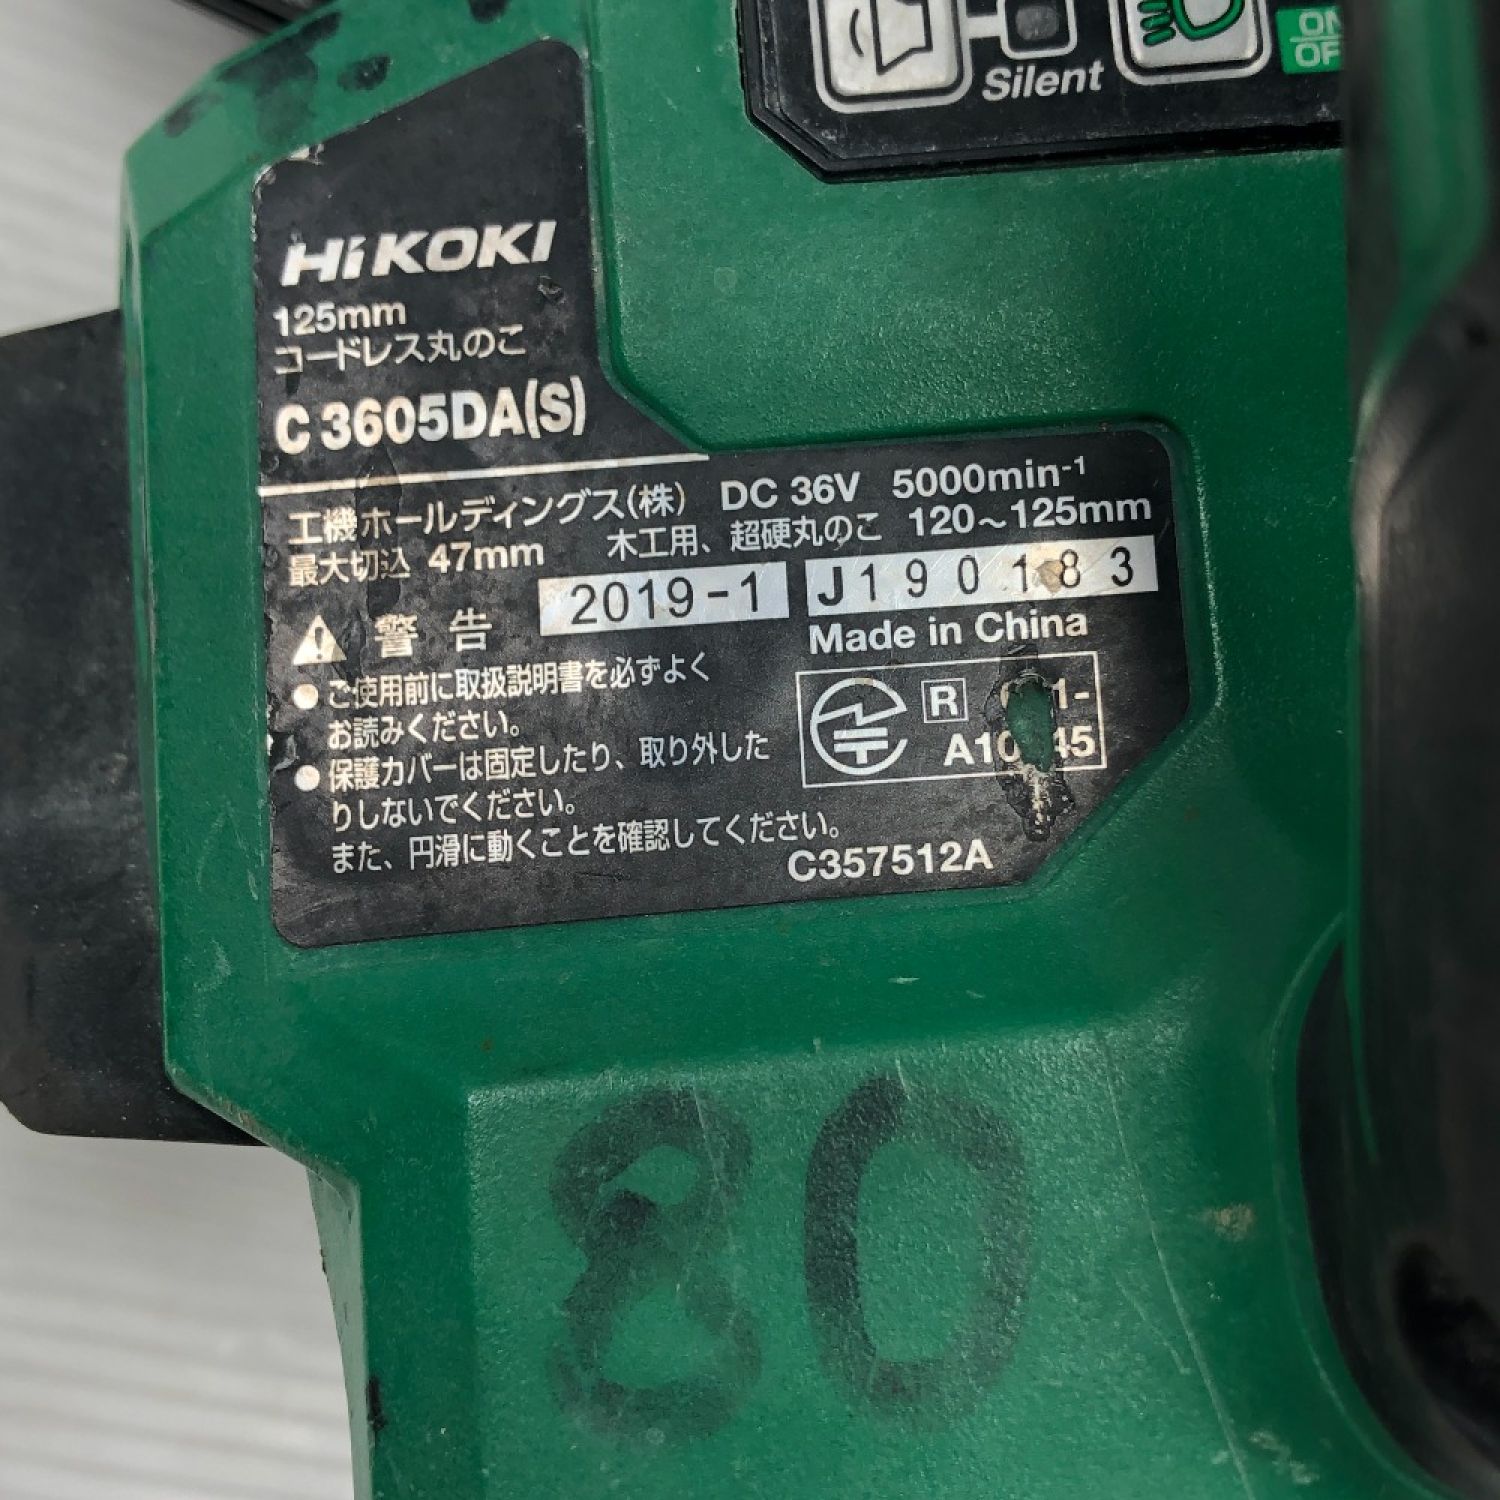 Silent
ON
HiKOKI
125mm
コードレス丸のこ
C 3605DA(S)
工機ホールディングス(株) DC 36V 5000min-1
最大切込 47mm 木工用、超硬丸のこ 120～125mm
警告 2019-1 J190183
Made in China
ご使用前に取扱説明書を必ずよく
お読みください。
保護カバーは固定したり、取り外した
りしないでください。
また、円滑に動くことを確認してください。
R
C357512A
80